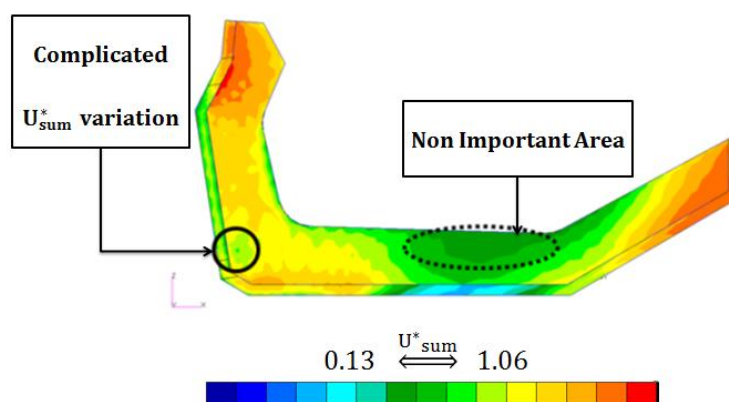 Complicated
U*sum variation
Non Important Area
Z
Y X
U*sum
0.13 ⟺ 1.06